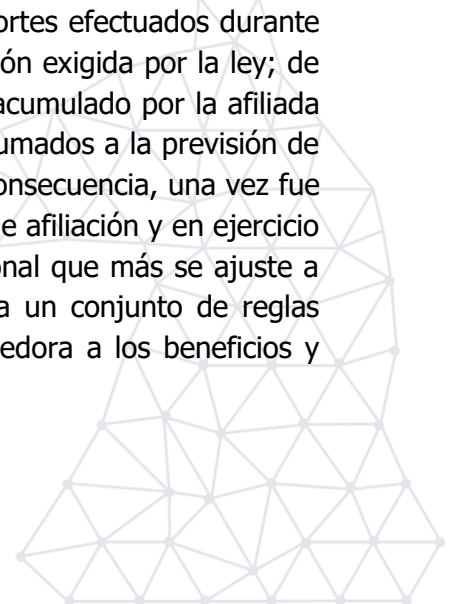 ortes efectuados durante
ón exigida por la ley; de
acumulado por la afiliada
umados a la previsión de
onsecuencia, una vez fue
e afiliación y en ejercicio
onal que más se ajuste a
a un conjunto de reglas
edora a los beneficios y